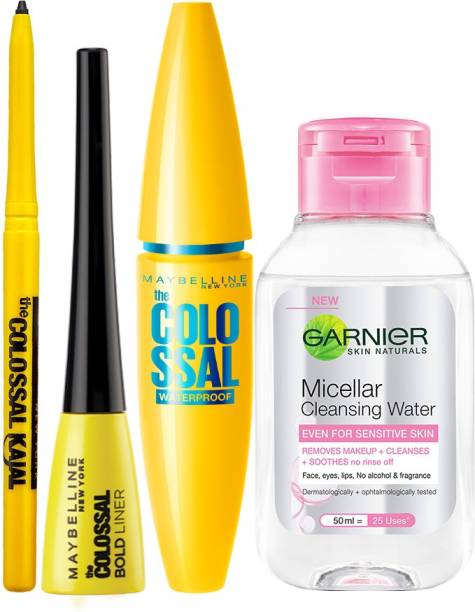 the COLOSSAL KAJAL
MAYBELLINE
NEW YORK
the COLOSSAL
BOLD LINER
MAYBELLINE
NEW YORK
the
COLO
SSAL
WATERPROOF
NEW
GARNIER
SKIN NATURALS
Micellar
Cleansing Water
EVEN FOR SENSITIVE SKIN
REMOVES MAKEUP + CLEANSES
+ SOOTHES no rinse off
Face, eyes, lips, No alcohol & fragrance
Dermatologically + ophtalmologically tested
50 ml = 25 Uses*